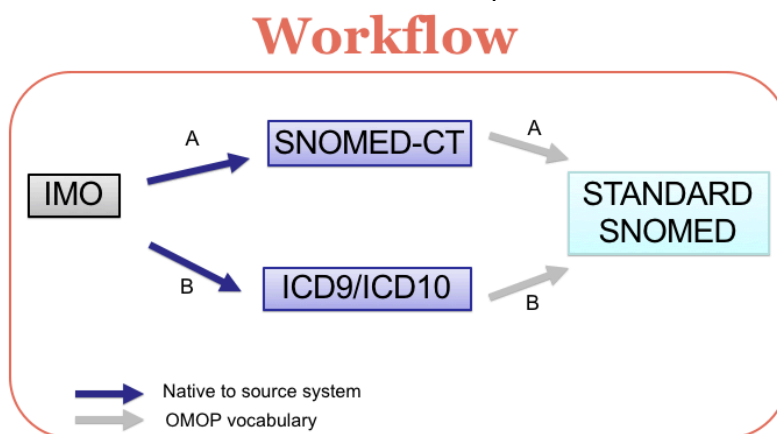 Workflow
A
SNOMED-CT
A
IMO
STANDARD
SNOMED
B
ICD9/ICD10
B
Native to source system
OMOP vocabulary